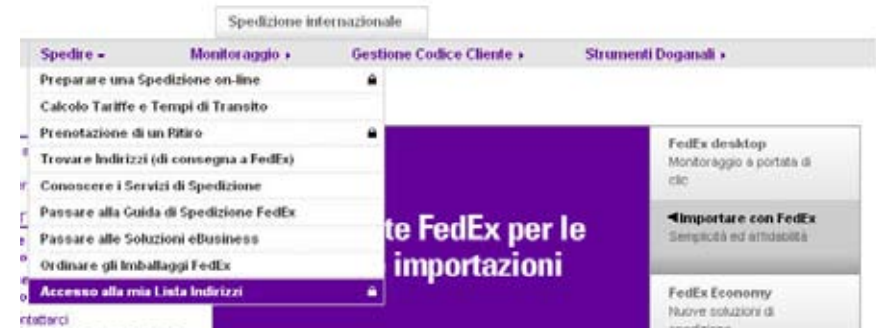 Spedizione internazionale
Spedire
Monitoraggio
Gestione Codice Cliente
Strumenti Doganali
Preparare una Spedizione on-line
Calcolo Tariffe e Tempi di Transito
Prenotazione di un Ritiro
Trovare Indirizzi (di consegna a FedEx)
Conoscere i Servizi di Spedizione
Passare alla Guida di Spedizione FedEx
Passare alle Soluzioni eBusiness
Ordinare gli Imballaggi FedEx
Accesso alla mia Lista Indirizzi
te FedEx per le
importazioni
FedEx desktop
Monitoraggio a portata di
clic
Importare con FedEx
Semplicità ed affidabilità
FedEx Economy
Nuove soluzioni di